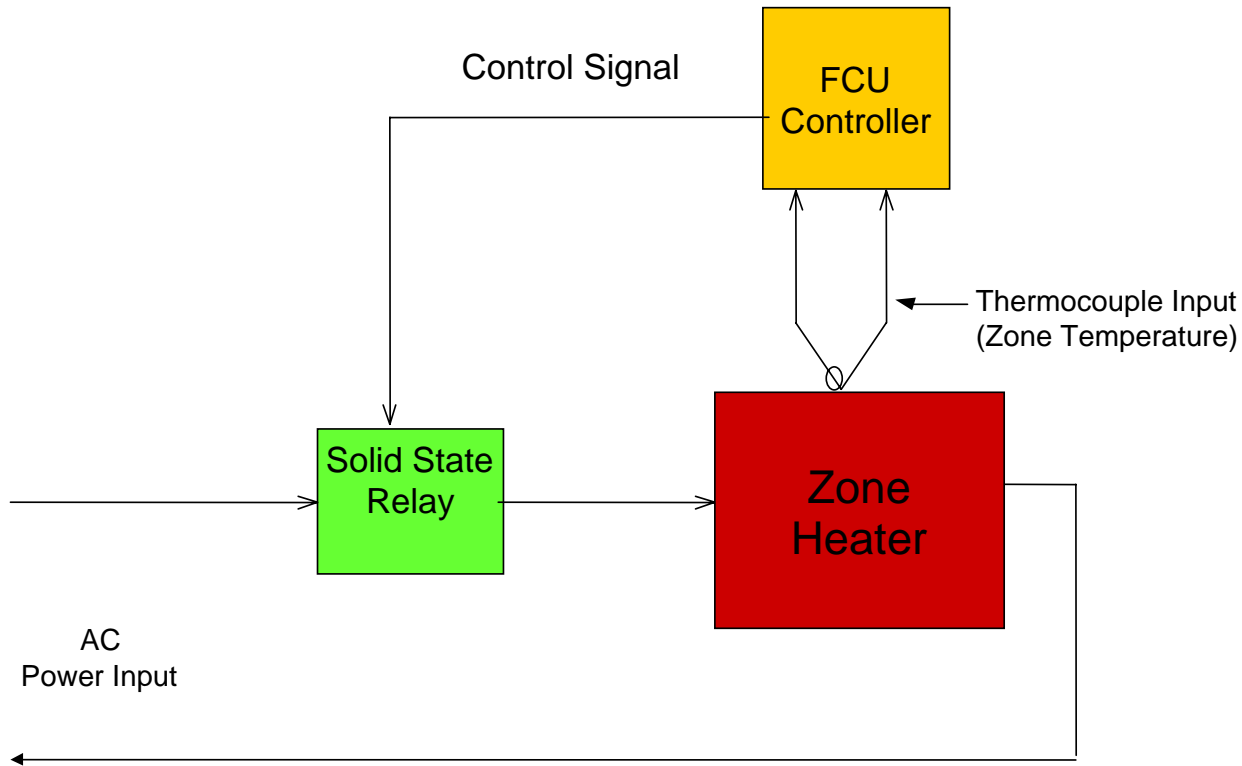 Control Signal
FCU
Controller
Thermocouple Input
(Zone Temperature)
Solid State
Relay
Zone
Heater
AC
Power Input